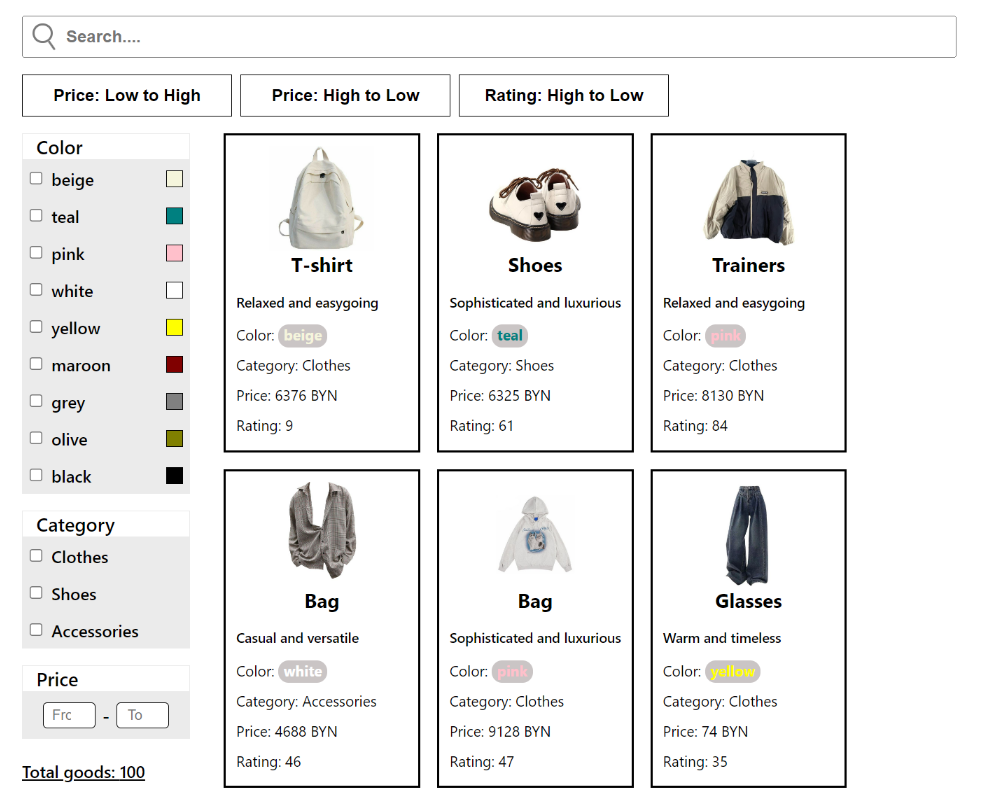 Search....
Price: Low to High
Price: High to Low
Rating: High to Low
Color
beige
teal
pink
white
yellow
maroon
grey
olive
black
Category
Clothes
Shoes
Accessories
Price
Frc - To
Total goods: 100
T-shirt
Relaxed and easygoing
Color: beige
Category: Clothes
Price: 6376 BYN
Rating: 9
Shoes
Sophisticated and luxurious
Color: teal
Category: Shoes
Price: 6325 BYN
Rating: 61
Trainers
Relaxed and easygoing
Color: pink
Category: Clothes
Price: 8130 BYN
Rating: 84
Bag
Casual and versatile
Color: white
Category: Accessories
Price: 4688 BYN
Rating: 46
Bag
Sophisticated and luxurious
Color: pink
Category: Clothes
Price: 9128 BYN
Rating: 47
Glasses
Warm and timeless
Color: yellow
Category: Clothes
Price: 74 BYN
Rating: 35